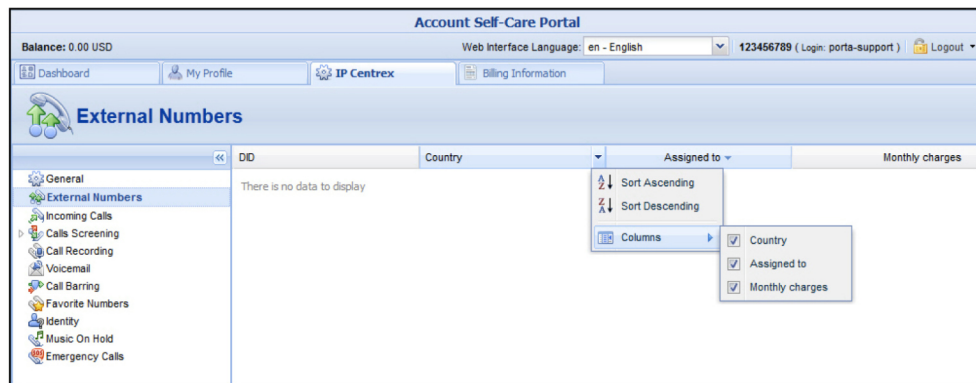 Account Self-Care Portal
Balance: 0.00 USD Web Interface Language: en - English 123456789 ( Login: porta-support ) Logout
Dashboard My Profile IP Centrex Billing Information
External Numbers
DID Country Assigned to Monthly charges
There is no data to display
Sort Ascending
Sort Descending
Columns
Country
Assigned to
Monthly charges
General
External Numbers
Incoming Calls
Calls Screening
Call Recording
Voicemail
Call Barring
Favorite Numbers
Identity
Music On Hold
Emergency Calls